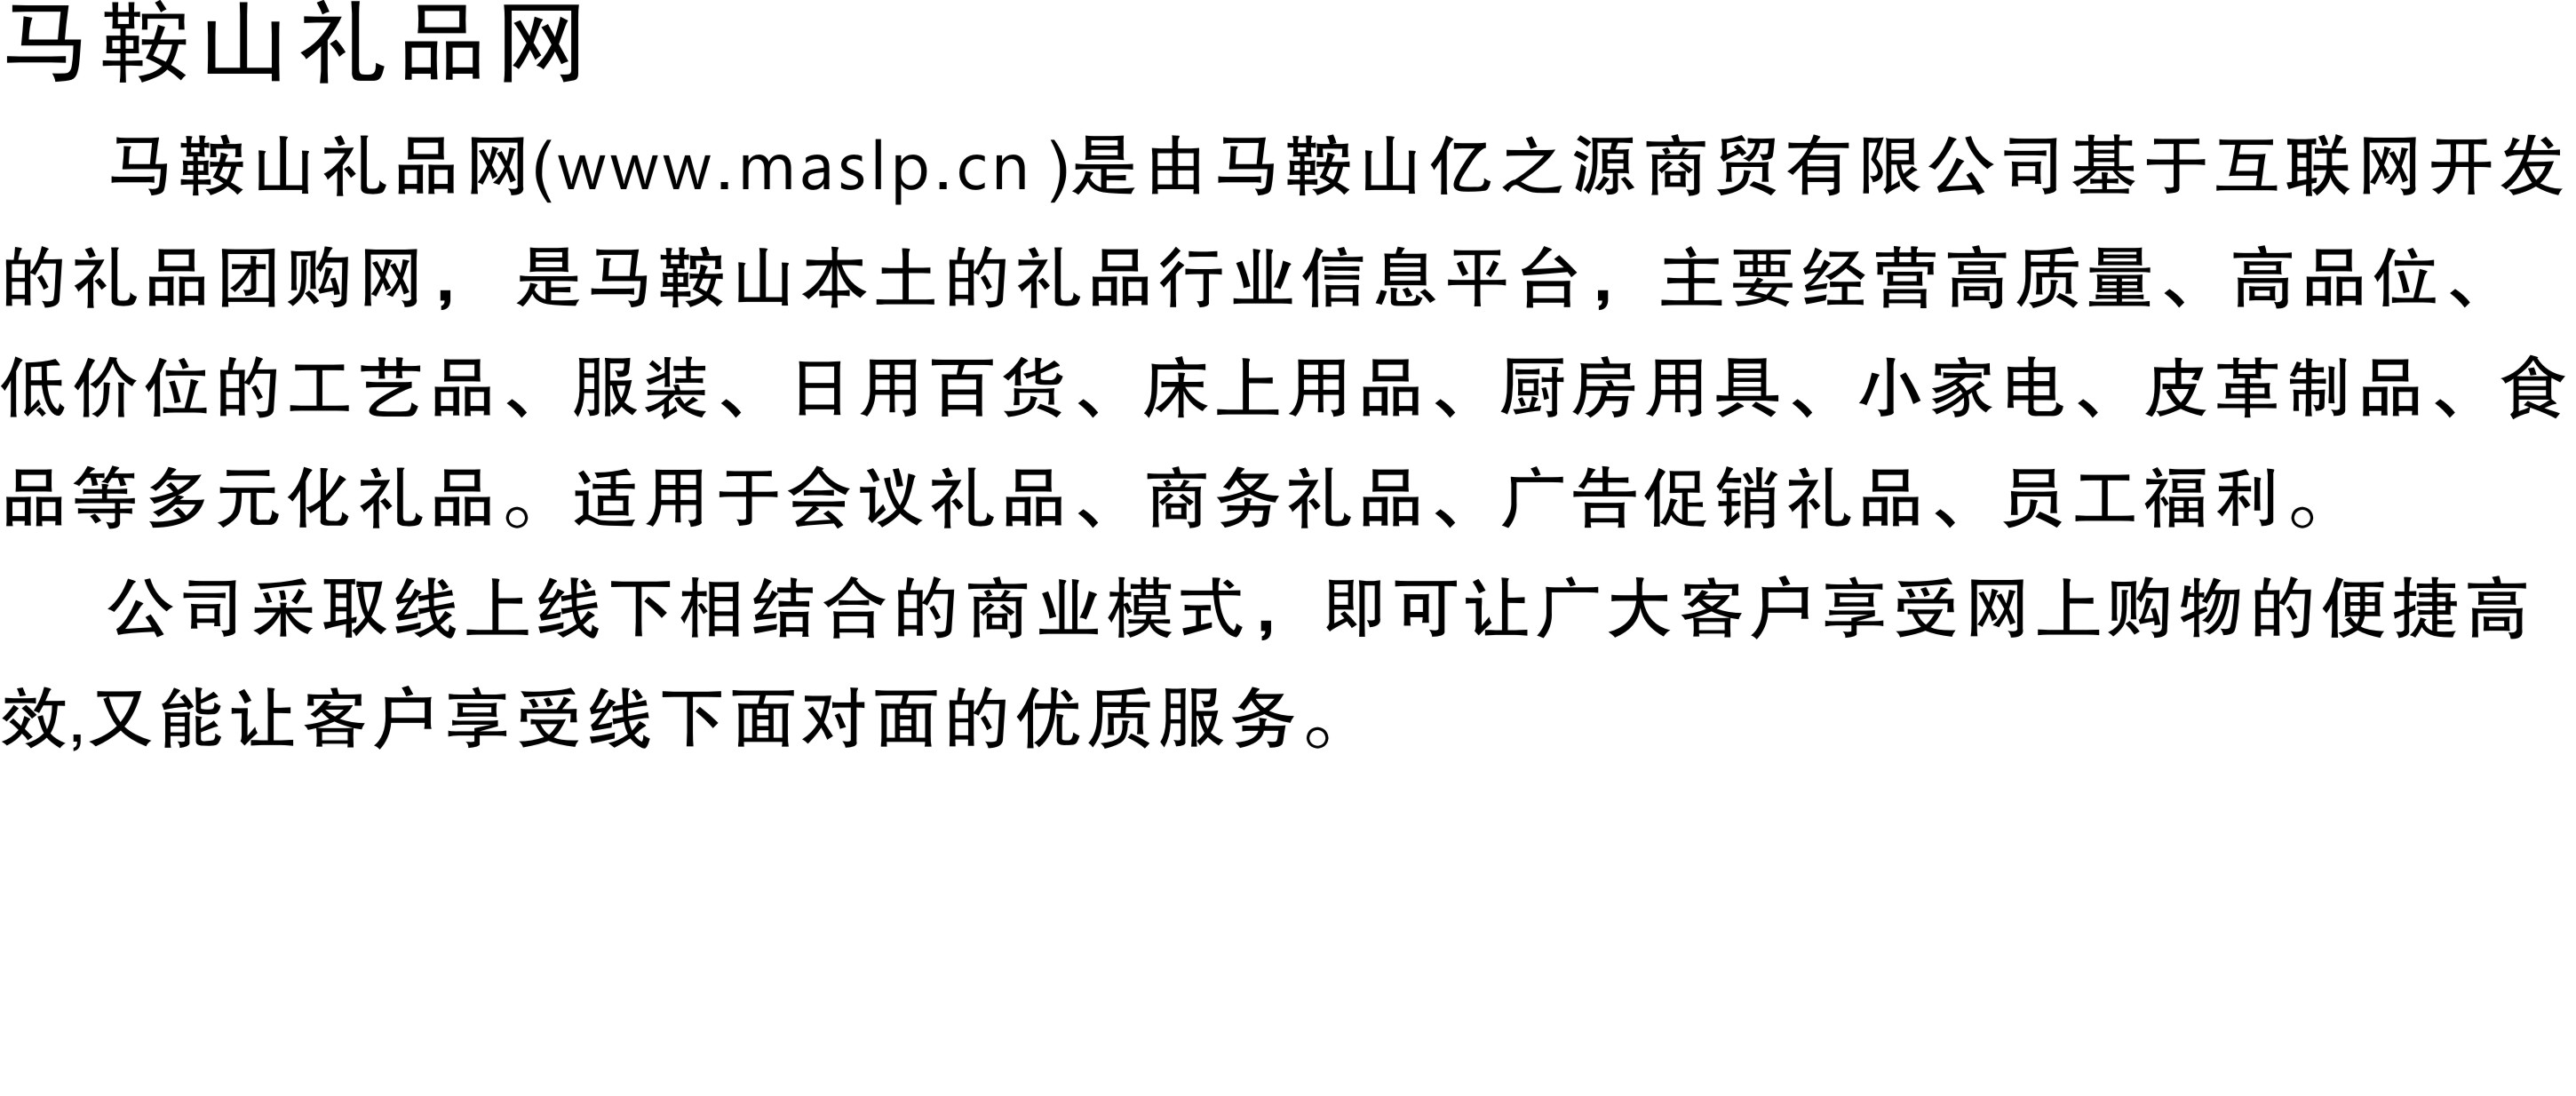 马鞍山礼品网
马鞍山礼品网(www.maslp.cn )是由马鞍山亿之源商贸有限公司基于互联网开发
的礼品团购网，是马鞍山本土的礼品行业信息平台，主要经营高质量、高品位、
低价位的工艺品、服装、日用百货、床上用品、厨房用具、小家电、皮革制品、食
品等多元化礼品。适用于会议礼品、商务礼品、广告促销礼品、员工福利。
公司采取线上线下相结合的商业模式，即可让广大客户享受网上购物的便捷高
效,又能让客户享受线下面对面的优质服务。